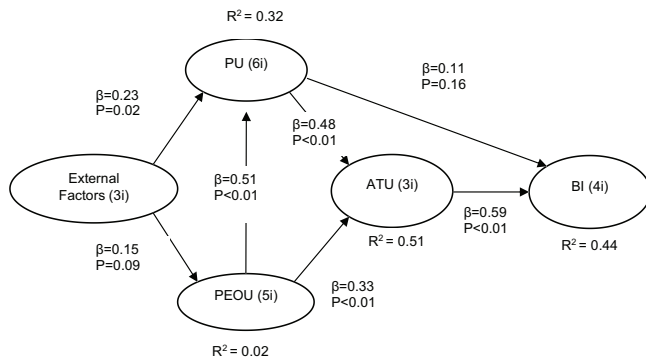 R² = 0.32
PU (6i)
β=0.11
P=0.16
β=0.23
P=0.02
β=0.48
P<0.01
External
Factors (3i)
β=0.51
P<0.01
ATU (3i)
BI (4i)
β=0.59
P<0.01
R² = 0.51
R² = 0.44
β=0.15
P=0.09
PEOU (5i)
β=0.33
P<0.01
R² = 0.02